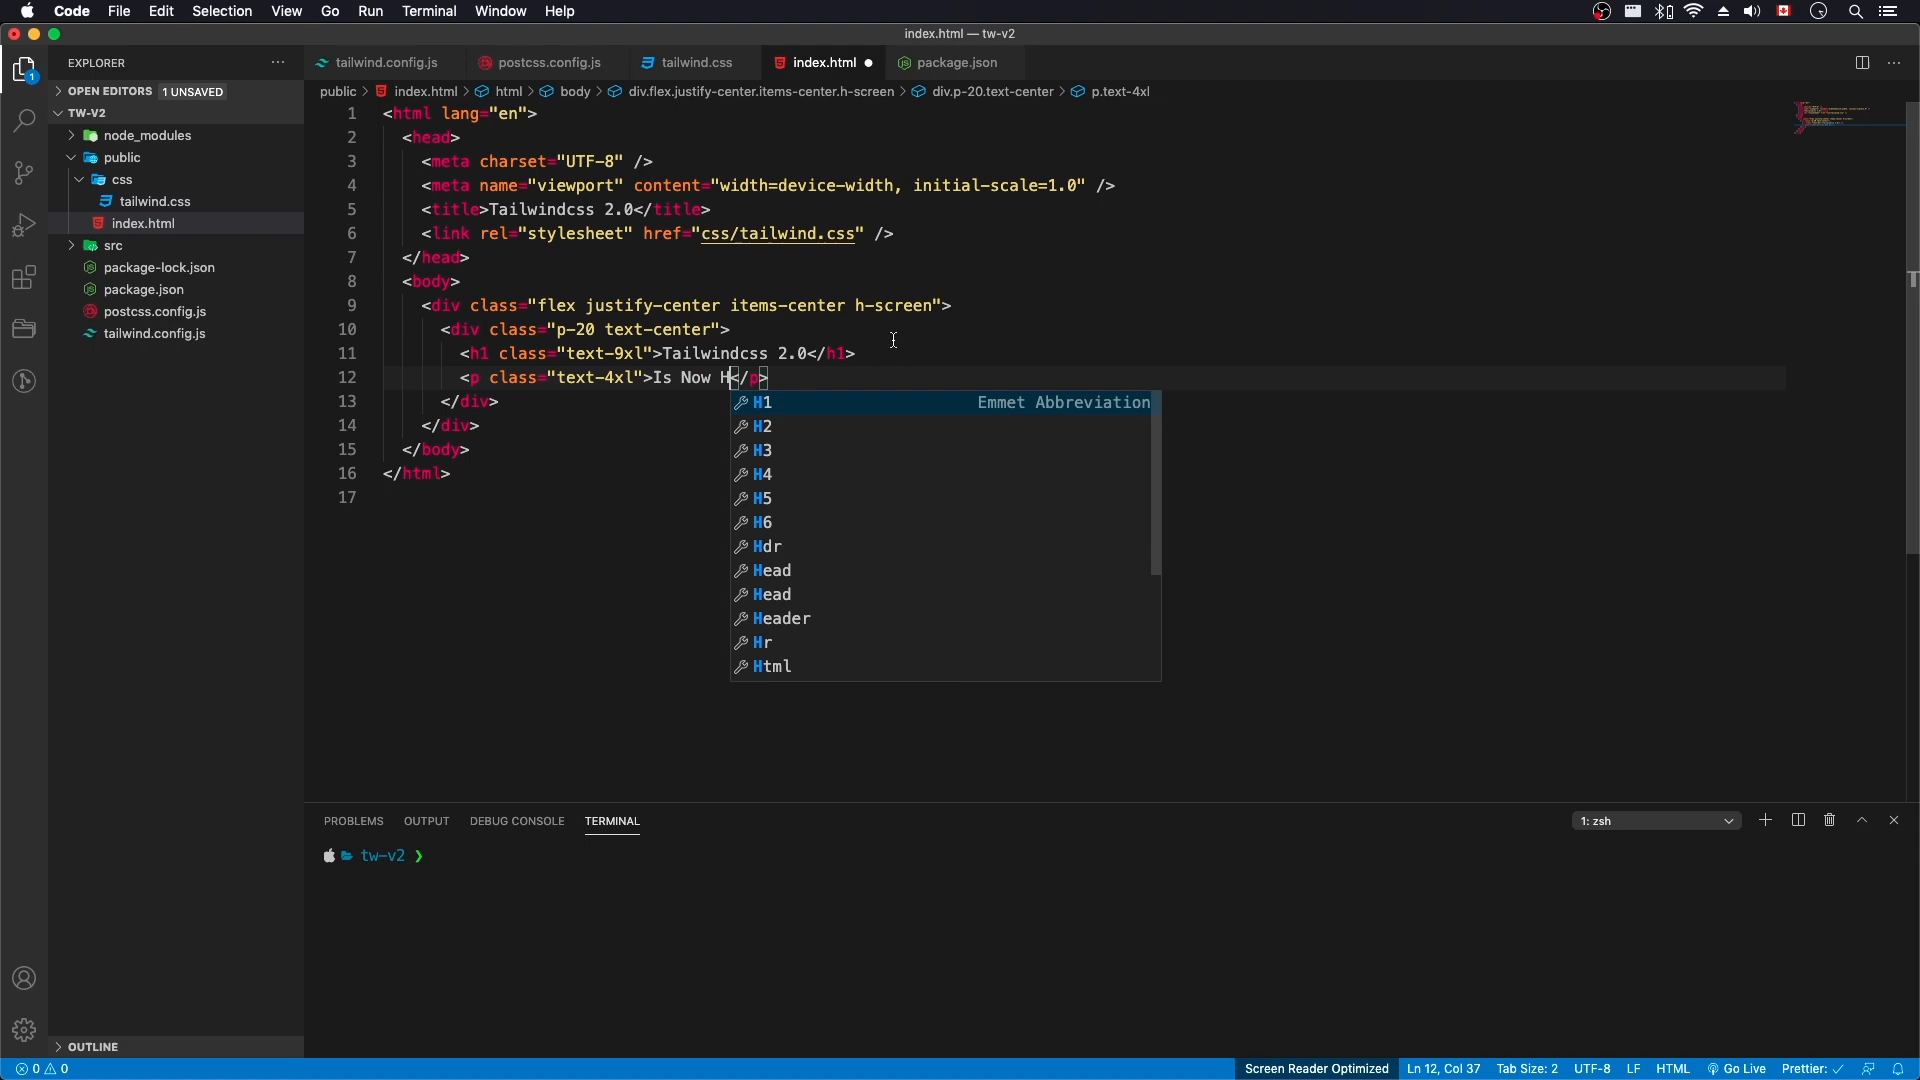 Code File Edit Selection View Go Run Terminal Window Help
index.html — tw-v2
EXPLORER
tailwind.config.js
postcss.config.js
tailwind.css
index.html
package.json
1
OPEN EDITORS 1 UNSAVED
public > index.html > html > body > div.flex.justify-center.items-center.h-screen > div.p-20.text-center > p.text-4xl
TW-V2
node_modules
public
css
tailwind.css
index.html
src
package-lock.json
package.json
postcss.config.js
tailwind.config.js
1 <html lang="en">
2 <head>
3 <meta charset="UTF-8" />
4 <meta name="viewport" content="width=device-width, initial-scale=1.0" />
5 <title>Tailwindcss 2.0</title>
6 <link rel="stylesheet" href="css/tailwind.css" />
7 </head>
8 <body>
9 <div class="flex justify-center items-center h-screen">
10 <div class="p-20 text-center">
11 <h1 class="text-9xl">Tailwindcss 2.0</h1>
12 <p class="text-4xl">Is Now H</p>
13 </div>
14 </div>
15 </body>
16 </html>
17
H1 Emmet Abbreviation
H2
H3
H4
H5
H6
Hdr
Head
Head
Header
Hr
Html
PROBLEMS OUTPUT DEBUG CONSOLE TERMINAL
1: zsh
tw-v2 ❯
OUTLINE
0 0
Screen Reader Optimized Ln 12, Col 37 Tab Size: 2 UTF-8 LF HTML Go Live Prettier: ✓